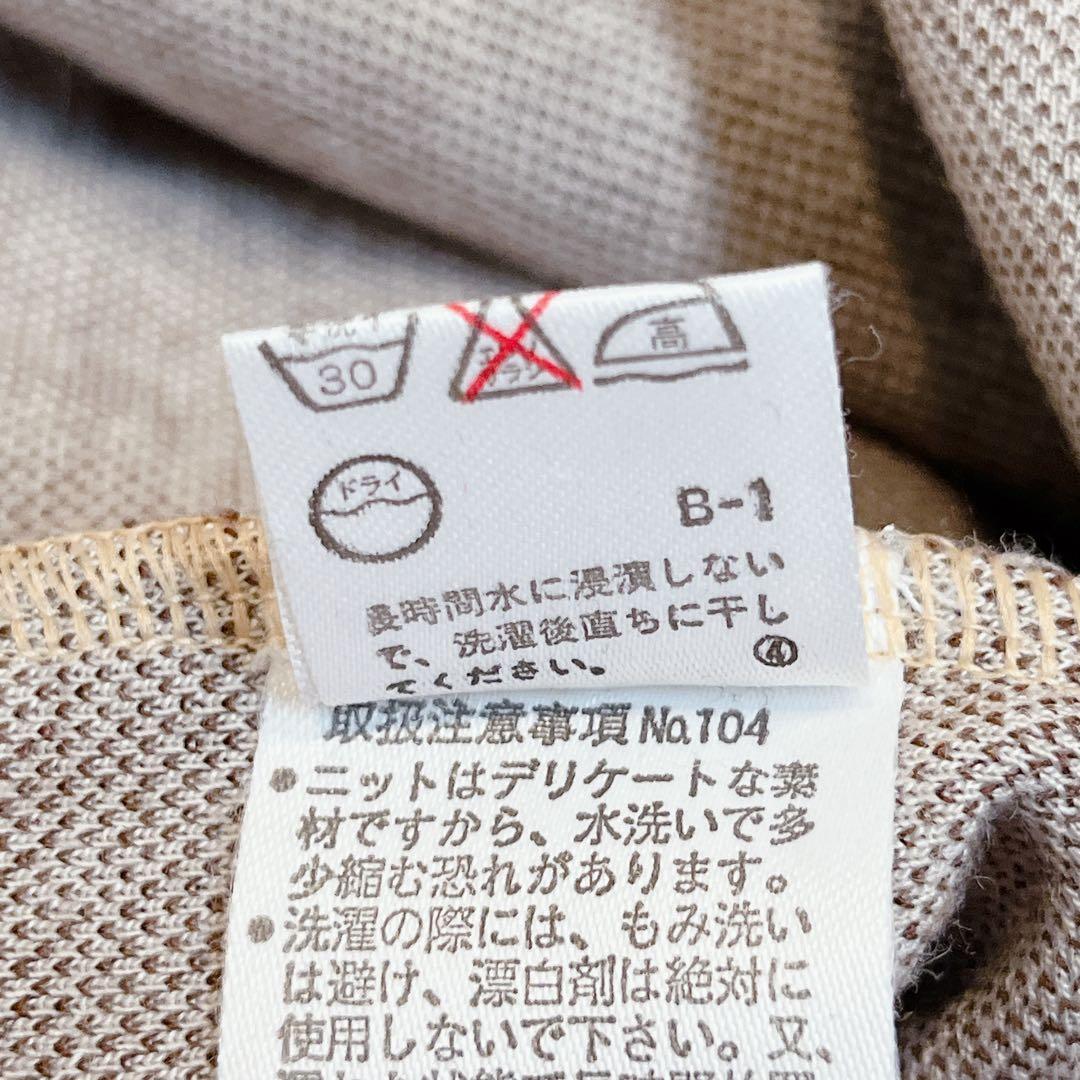 手洗イ
30
エンソ
サラシ
高
ドライ
B-1
長時間水に浸漬しない
で、洗濯後直ちに干し
てください。
④
取扱注意事項No.104
●ニットはデリケートな素
材ですから、水洗いで多
少縮む恐れがあります。
●洗濯の際には、もみ洗い
は避け、漂白剤は絶対に
使用しないで下さい。又、